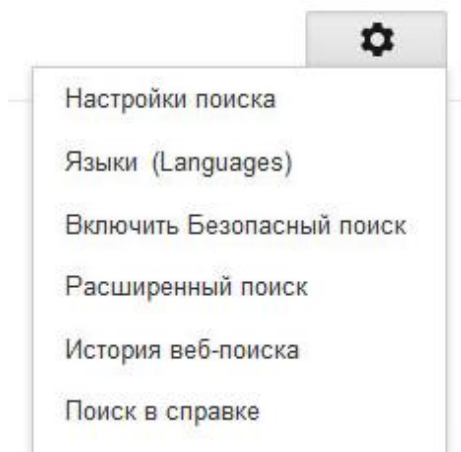 Настройки поиска
Языки (Languages)
Включить Безопасный поиск
Расширенный поиск
История веб-поиска
Поиск в справке